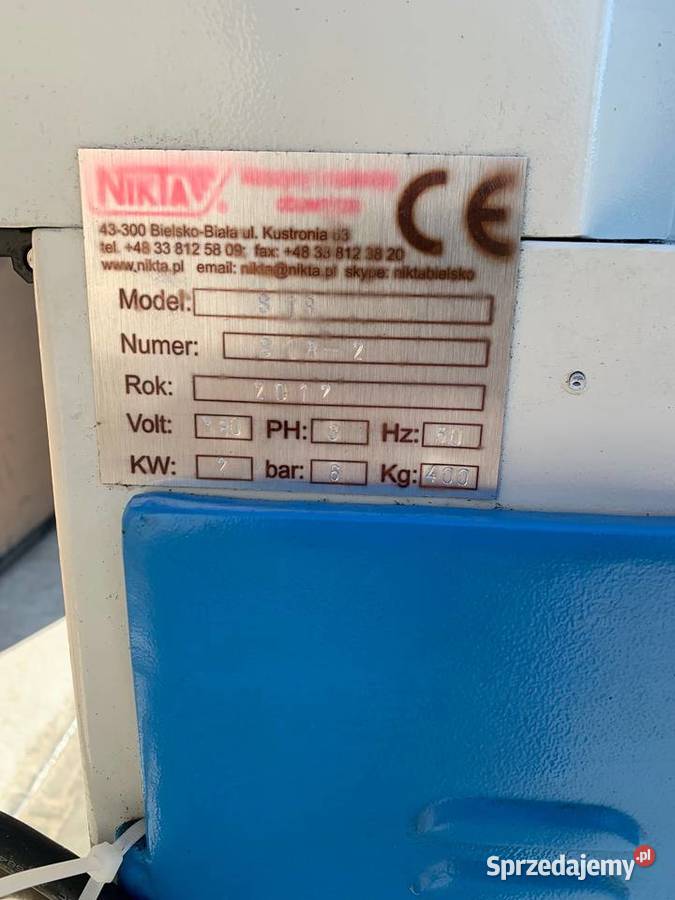 NIKTA
43-300 Bielsko-Biała ul. Kustronia 63
tel. +48 33 812 58 09; fax: +48 33 812 38 20
www.nikta.pl email: nikta@nikta.pl skype: niktabielsko
CE
Model:
Numer:
Rok: 2012
Volt: 380 PH: 3 Hz: 50
KW: 2 bar: 6 Kg: 400
Sprzedajemy.pl